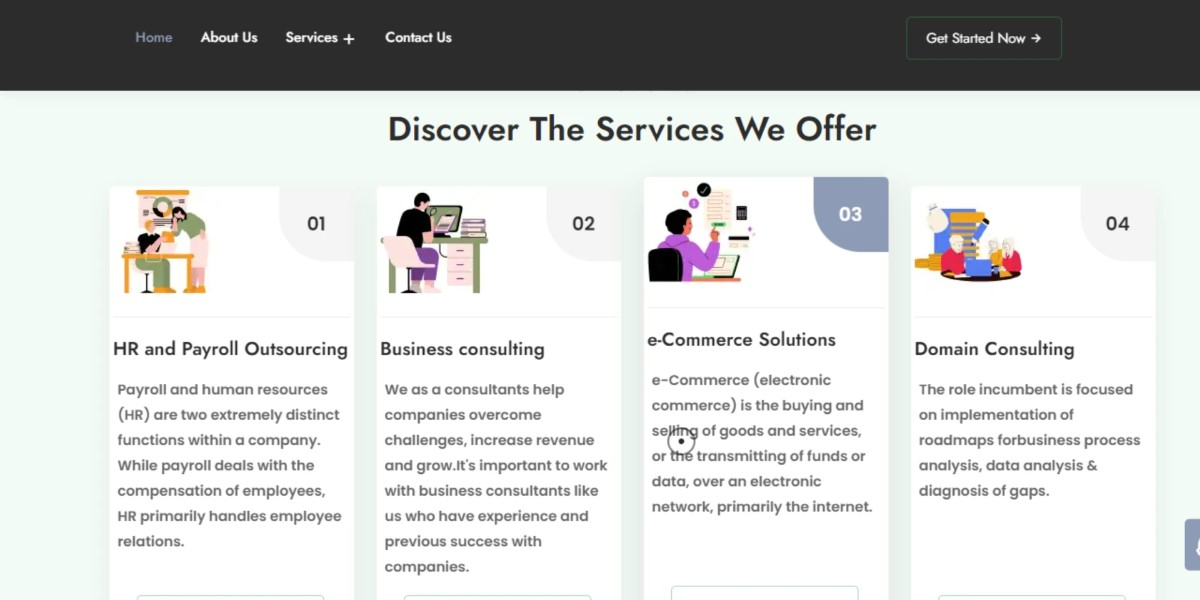 Home About Us Services + Contact Us Get Started Now →
Discover The Services We Offer
01
HR and Payroll Outsourcing
Payroll and human resources
(HR) are two extremely distinct
functions within a company.
While payroll deals with the
compensation of employees,
HR primarily handles employee
relations.
02
Business consulting
We as a consultants help
companies overcome
challenges, increase revenue
and grow.It's important to work
with business consultants like
us who have experience and
previous success with
companies.
03
e-Commerce Solutions
e-Commerce (electronic
commerce) is the buying and
selling of goods and services,
or the transmitting of funds or
data, over an electronic
network, primarily the internet.
04
Domain Consulting
The role incumbent is focused
on implementation of
roadmaps forbusiness process
analysis, data analysis &
diagnosis of gaps.